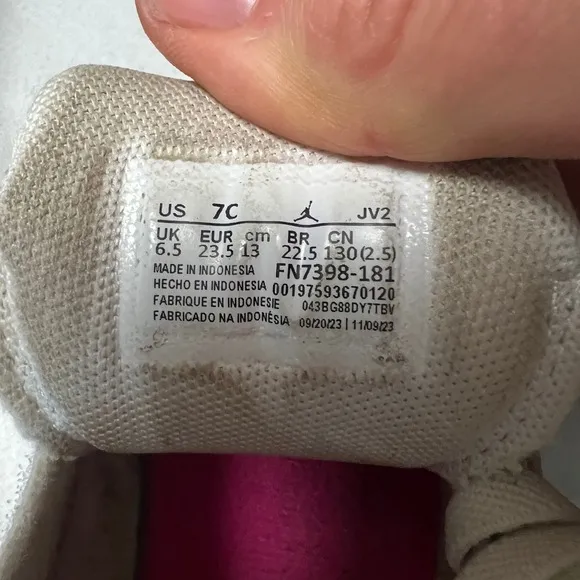 US 7C JV2
UK EUR cm BR CN
6.5 23.5 13 22.5 130(2.5)
MADE IN INDONESIA FN7398-181
HECHO EN INDONESIA 00197593670120
FABRIQUE EN INDONESIE 043BG88DY7TBV
FABRICADO NA INDONÉSIA 09/20/23 | 11/09/23